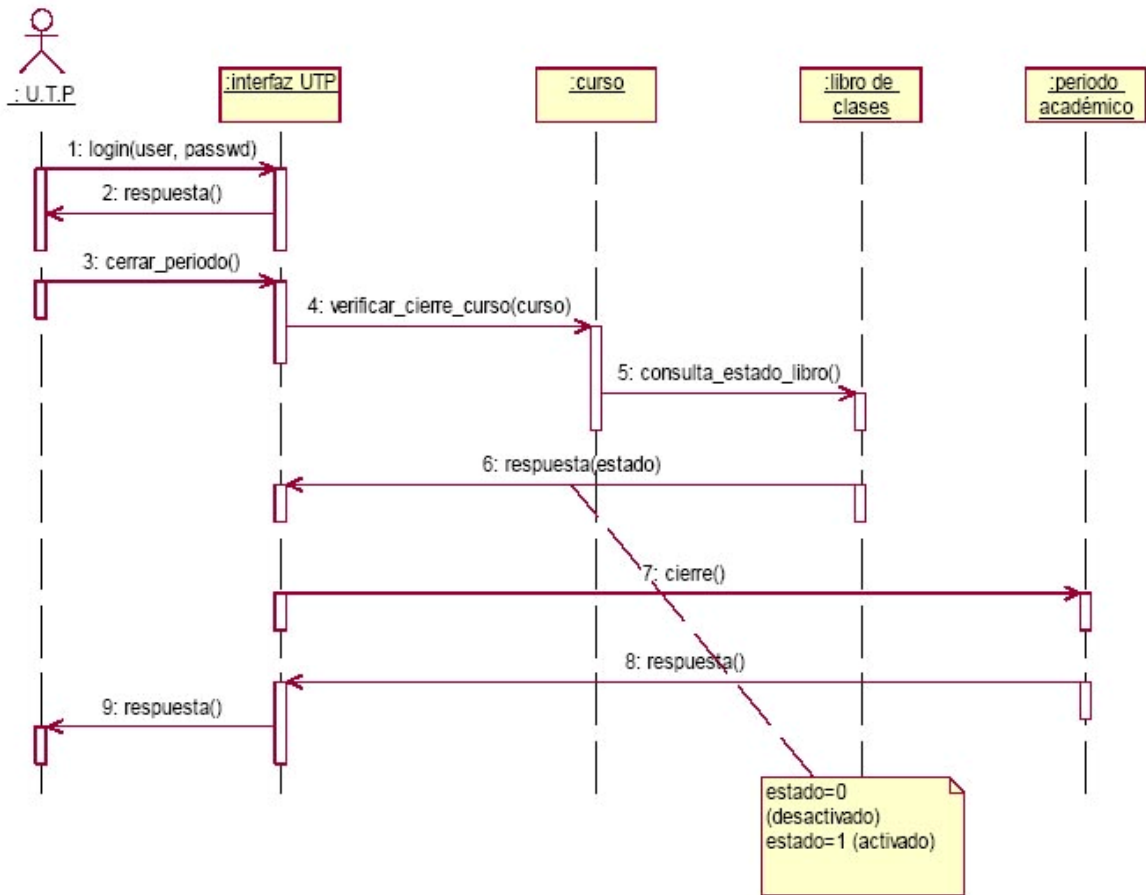 : U.T.P
:interfaz UTP
:curso
:libro de
clases
:periodo
académico
1: login(user, passwd)
2: respuesta()
3: cerrar_periodo()
4: verificar_cierre_curso(curso)
5: consulta_estado_libro()
6: respuesta(estado)
7: cierre()
8: respuesta()
9: respuesta()
estado=0
(desactivado)
estado=1 (activado)